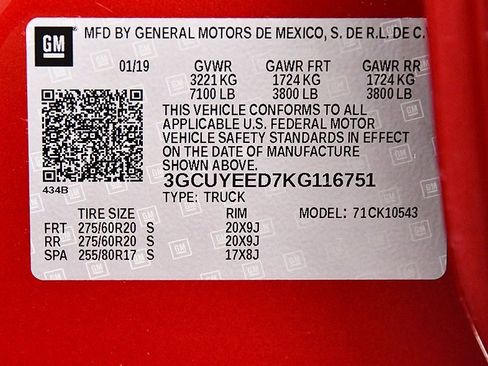 GM
MFD BY GENERAL MOTORS DE MEXICO, S. DE R.L. DE C.V
01/19 GVWR GAWR FRT GAWR RR
3221 KG 1724 KG 1724 KG
7100 LB 3800 LB 3800 LB
THIS VEHICLE CONFORMS TO ALL
APPLICABLE U.S. FEDERAL MOTOR
VEHICLE SAFETY STANDARDS IN EFFECT
ON THE DATE OF MANUFACTURE
SHOWN ABOVE.
434B
3GCUYEED7KG116751
TYPE: TRUCK
TIRE SIZE RIM MODEL: 71CK10543
FRT 275/60R20 S 20X9J
RR 275/60R20 S 20X9J
SPA 255/80R17 S 17X8J